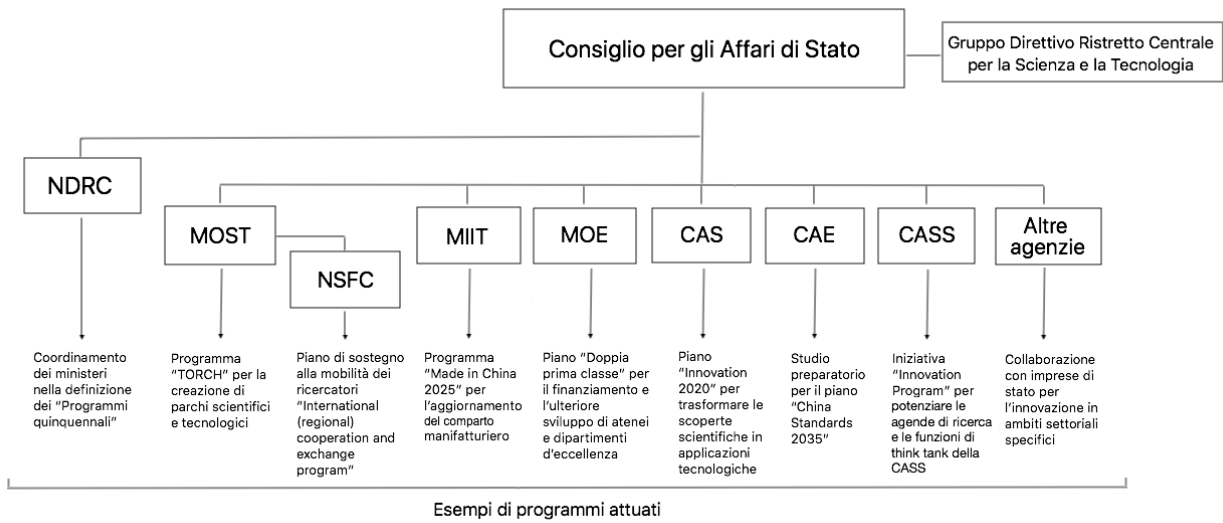 Consiglio per gli Affari di Stato
Gruppo Direttivo Ristretto Centrale
per la Scienza e la Tecnologia
NDRC
MOST
NSFC
MIIT
MOE
CAS
CAE
CASS
Altre
agenzie
Coordinamento
dei ministeri
nella definizione
dei “Programmi
quinquennali”
Programma
“TORCH” per la
creazione di
parchi scientifici
e tecnologici
Piano di sostegno
alla mobilità dei
ricercatori
“International
(regional)
cooperation and
exchange
program”
Programma
“Made in China
2025” per
l’aggiornamento
del comparto
manifatturiero
Piano “Doppia
prima classe” per
il finanziamento e
l’ulteriore
sviluppo di atenei
e dipartimenti
d’eccellenza
Piano
“Innovation
2020” per
trasformare le
scoperte
scientifiche in
applicazioni
tecnologiche
Studio
preparatorio
per il piano
“China
Standards
2035”
Iniziativa
“Innovation
Program” per
potenziare le
agende di ricerca
e le funzioni di
think tank della
CASS
Collaborazione
con imprese di
stato per
l’innovazione in
ambiti settoriali
specifici
Esempi di programmi attuati